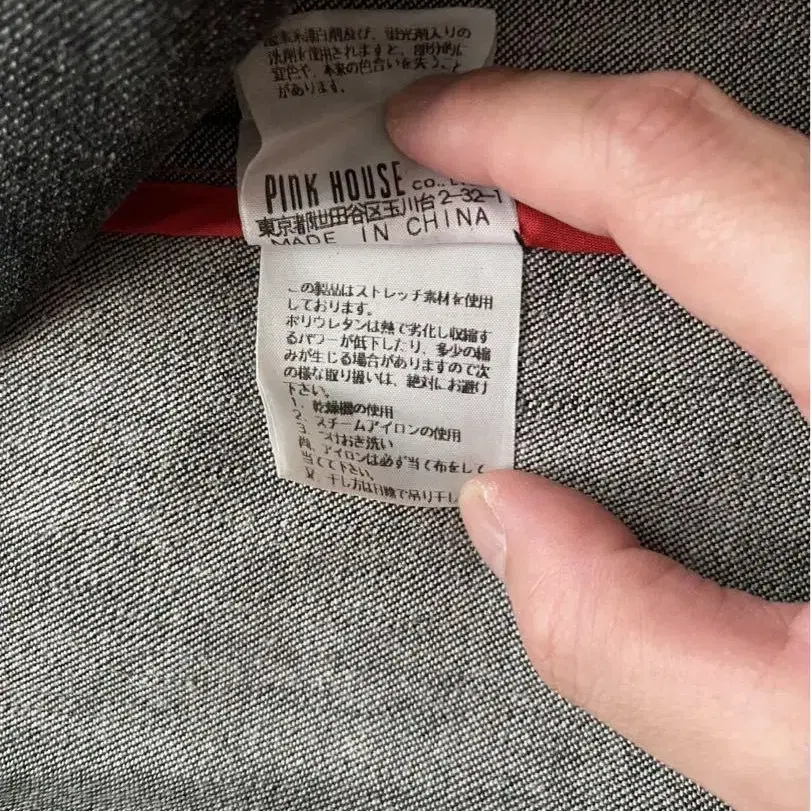 塩素系漂白剤及び、蛍光剤入りの
洗剤を使用されますと、部分的に
変色や、本来の色合いを失うこと
があります。
PINK HOUSE CO.,
東京都世田谷区玉川台2-32-1
MADE IN CHINA
この製品はストレッチ素材を使用
しております。
ポリウレタンは熱で劣化し収縮す
るパワーが低下したり、多少の縮
みが生じる場合がありますので次
の様な取り扱いは、絶対にお避け
下さい。
1. 乾燥機の使用
2. スチームアイロンの使用
3. つけおき洗い
尚、アイロンは必ず当て布をして
当てて下さい。
又、干し方は日陰で吊り干し